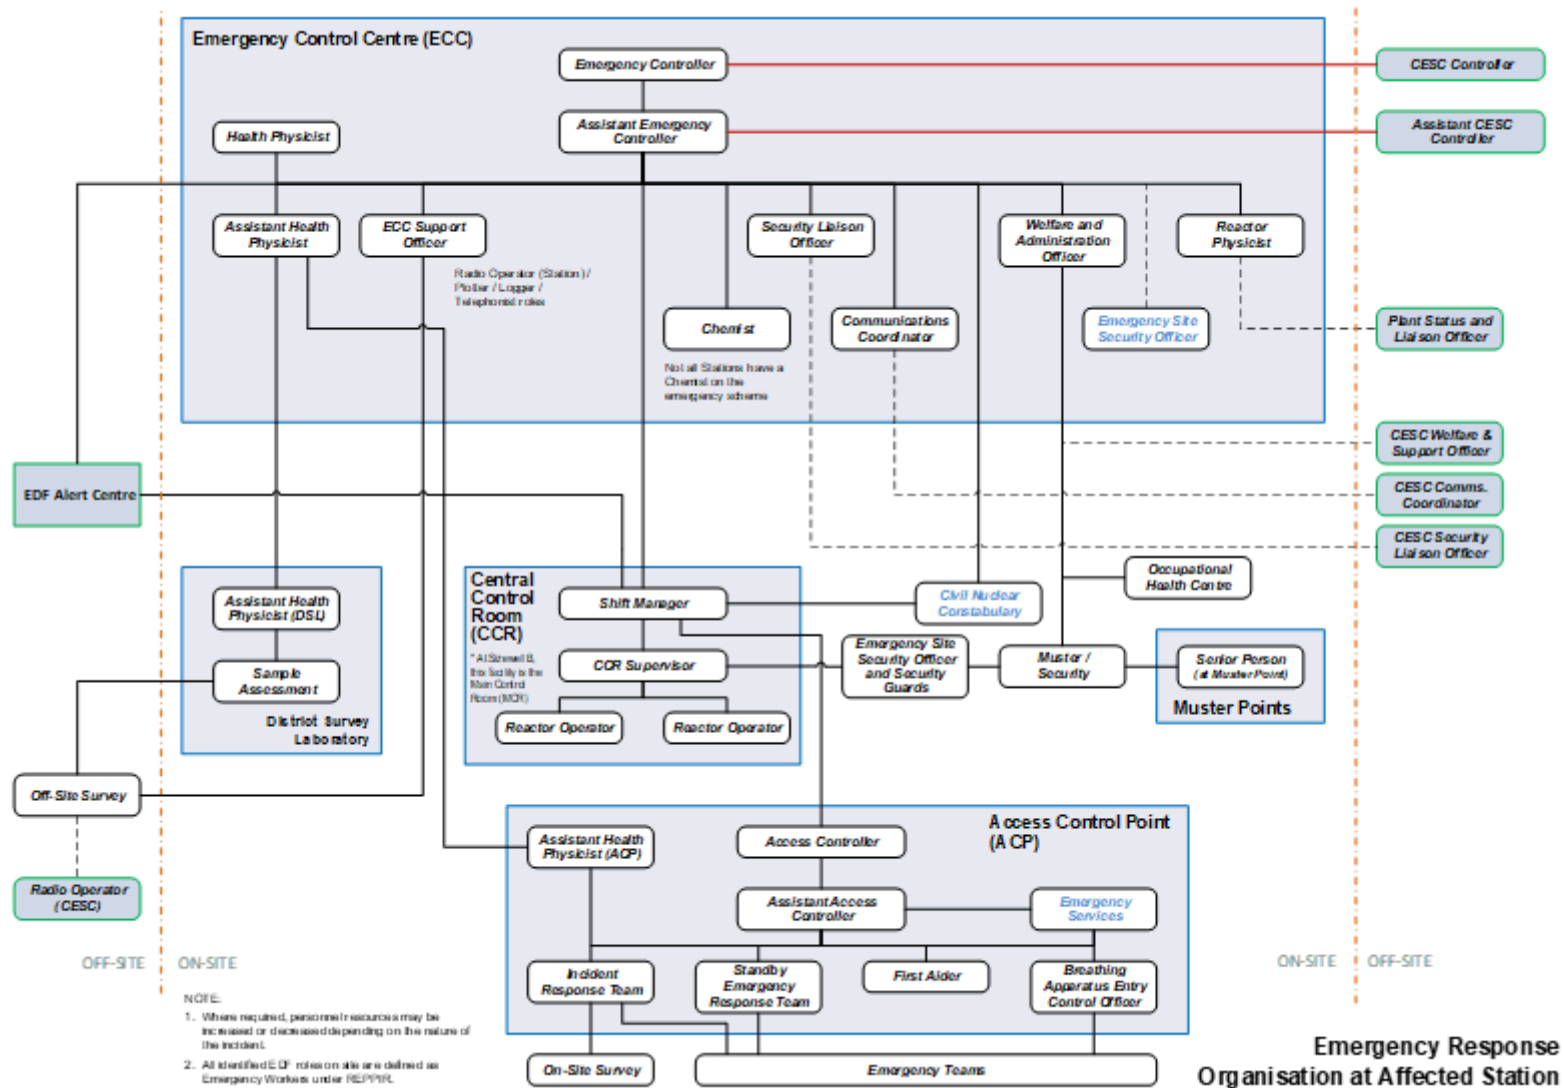 Emergency Control Centre (ECC)
Emergency Controller
CESC Controller
Health Physicist
Assistant Emergency
Controller
Assistant CESC
Controller
Assistant Health
Physicist
ECC Support
Officer
Security Liaison
Officer
Welfare and
Administration
Officer
Reactor
Physicist
Radio Operator (Station) /
Plotter / Logger /
Telephonist roles
Chemist
Communications
Coordinator
Emergency Site
Security Officer
Plant Status and
Liaison Officer
Not all Stations have a
Chemist on the
emergency scheme
CESC Welfare &
Support Officer
EDF Alert Centre
CESC Comms.
Coordinator
CESC Security
Liaison Officer
Central
Control
Room
(CCR)
* At Sizewell B,
this facility is the
Main Control
Room (MCR)
Assistant Health
Physicist (DSL)
Shift Manager
Civil Nuclear
Constabulary
Occupational
Health Centre
Sample
Assessment
CCR Supervisor
Emergency Site
Security Officer
and Security
Guards
Muster /
Security
Senior Person
(at Muster Point)
Muster Points
District Survey
Laboratory
Reactor Operator
Reactor Operator
Off-Site Survey
Access Control Point
(ACP)
Assistant Health
Physicist (ACP)
Access Controller
Radio Operator
(CESC)
Assistant Access
Controller
Emergency
Services
OFF-SITE
ON-SITE
Incident
Response Team
Standby
Emergency
Response Team
First Aider
Breathing
Apparatus Entry
Control Officer
ON-SITE
OFF-SITE
NOTE:
1. Where required, personnel resources may be
increased or decreased depending on the nature of
the incident.
2. All identified EDF roles on site are defined as
Emergency Workers under REPPIR.
On-Site Survey
Emergency Teams
Emergency Response
Organisation at Affected Station